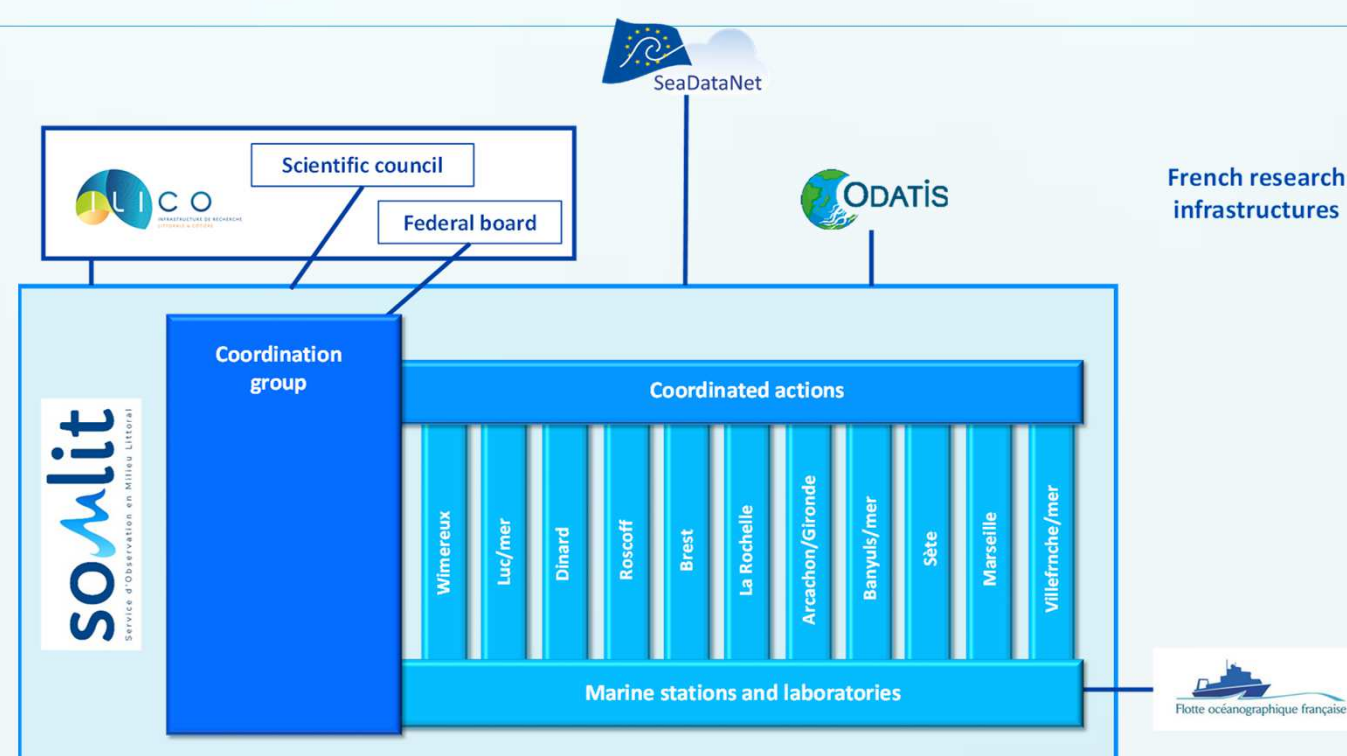 SeaDataNet
ILICO
INFRASTRUCTURE DE RECHERCHE
LITTORALE & CÔTIÈRE
Scientific council
Federal board
ODATiS
French research
infrastructures
somlit
Service d'Observation en Milieu Littoral
Coordination
group
Coordinated actions
Wimereux
Luc/mer
Dinard
Roscoff
Brest
La Rochelle
Arcachon/Gironde
Banyuls/mer
Sète
Marseille
Villefrnche/mer
Marine stations and laboratories
Flotte océanographique française